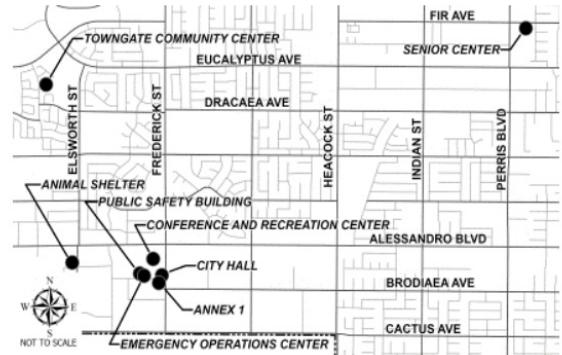 FIR AVE
TOWNGATE COMMUNITY CENTER
SENIOR CENTER
EUCALYPTUS AVE
DRACAEA AVE
ELSWORTH ST
FREDERICK ST
HEACOCK ST
INDIAN ST
PERRIS BLVD
ANIMAL SHELTER
PUBLIC SAFETY BUILDING
CONFERENCE AND RECREATION CENTER
ALESSANDRO BLVD
CITY HALL
BRODIAEA AVE
N
W E
S
ANNEX 1
CACTUS AVE
NOT TO SCALE
EMERGENCY OPERATIONS CENTER